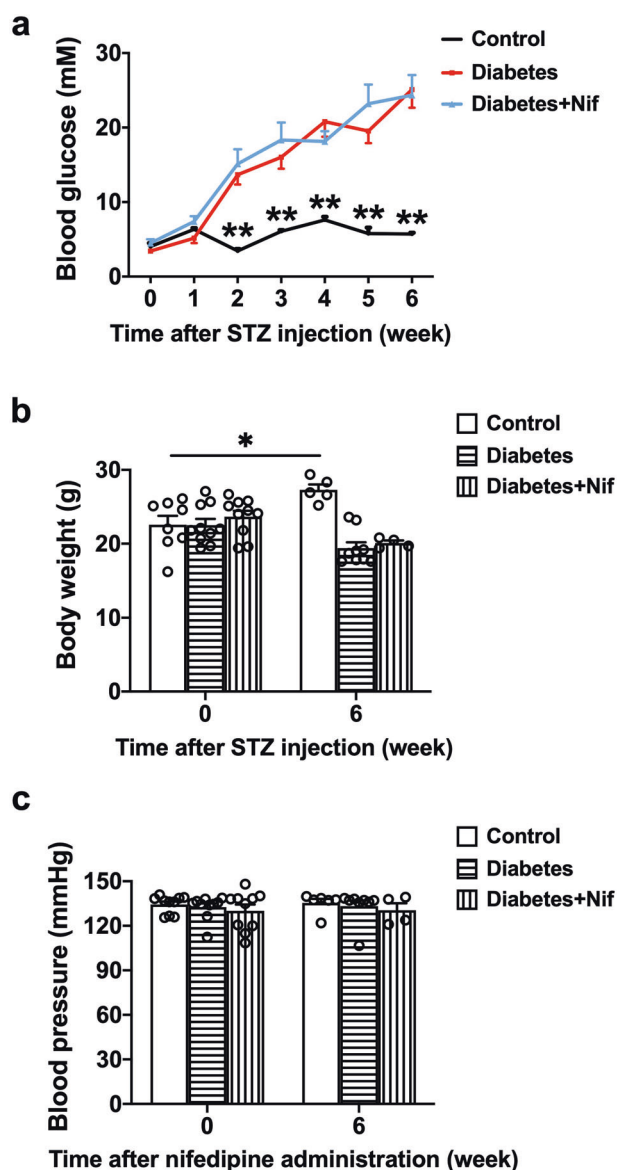 a
Blood glucose (mM)
30
20
10
0
Control
Diabetes
Diabetes+Nif
** ** ** ** **
0 1 2 3 4 5 6
Time after STZ injection (week)
b
Body weight (g)
30
20
10
0
*
Control
Diabetes
Diabetes+Nif
0 6
Time after STZ injection (week)
c
Blood pressure (mmHg)
150
120
90
60
30
0
Control
Diabetes
Diabetes+Nif
0 6
Time after nifedipine administration (week)